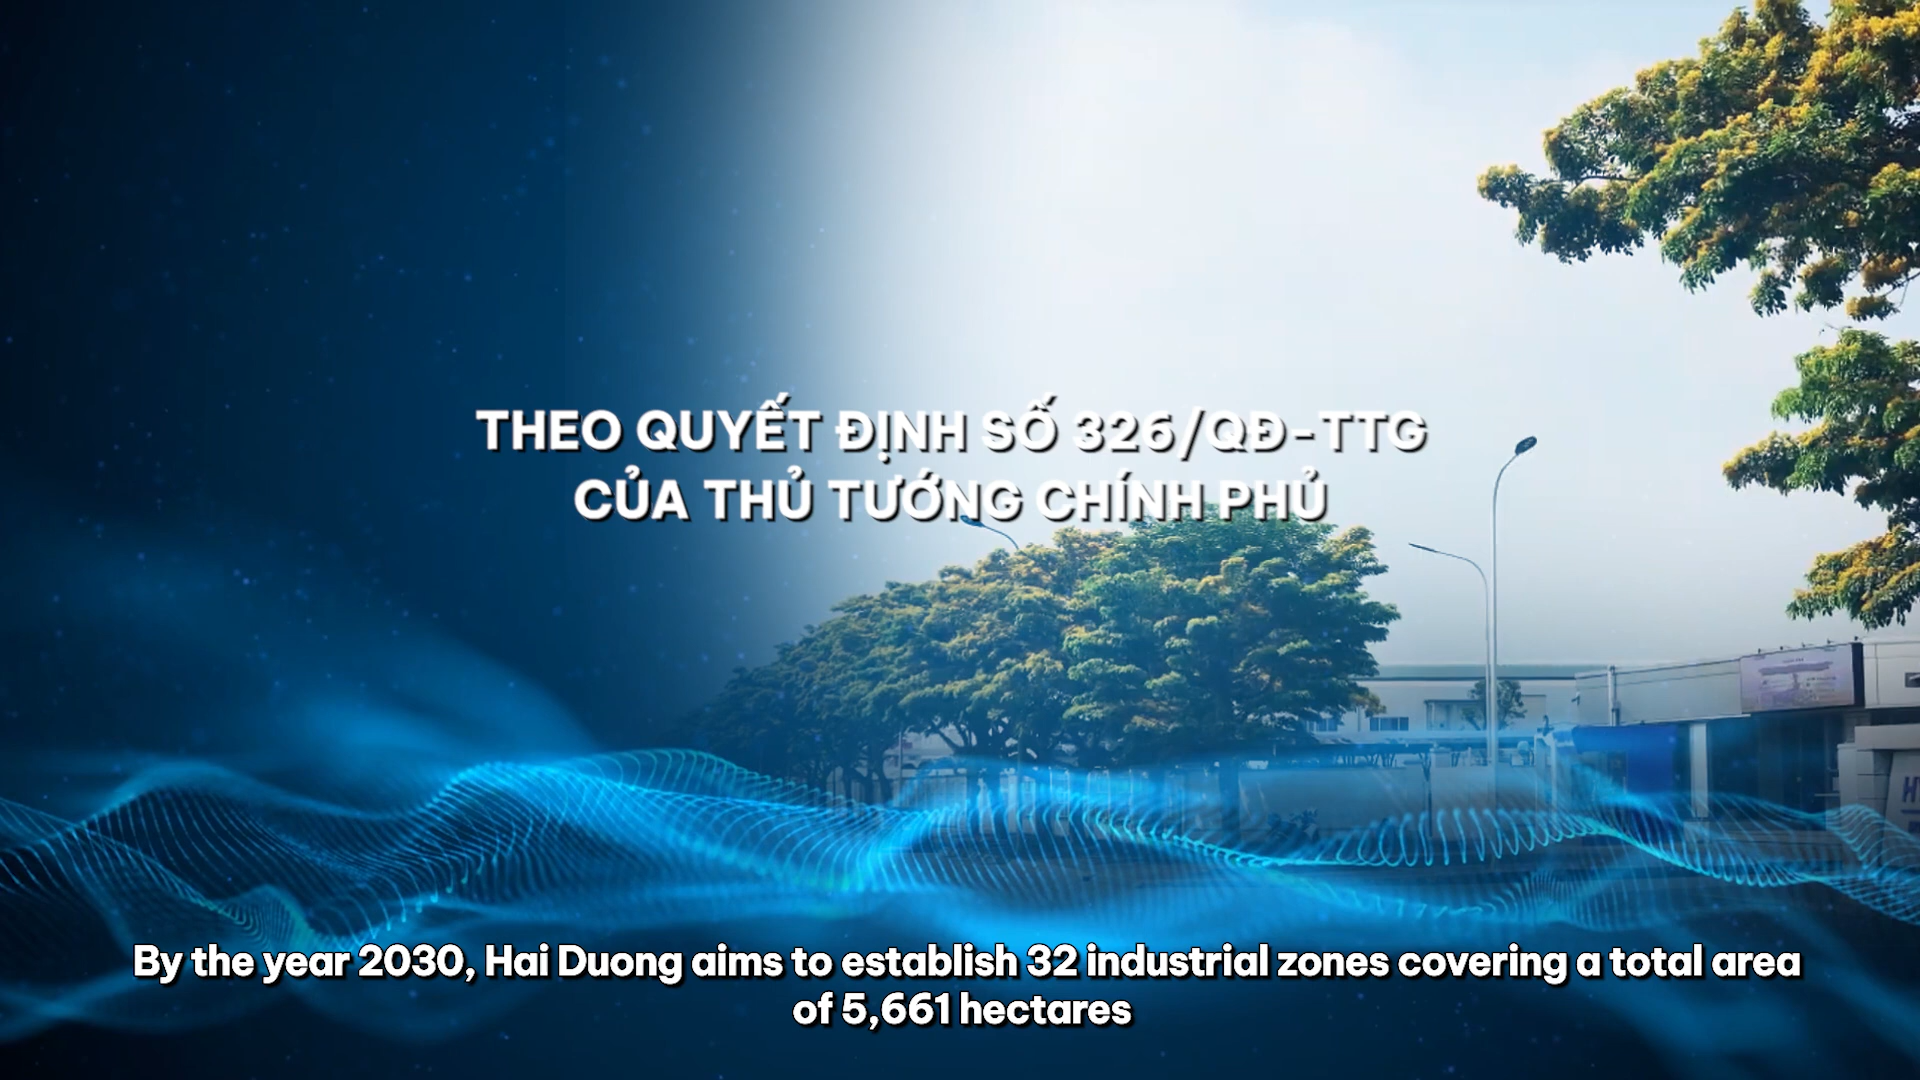 THEO QUYẾT ĐỊNH SỐ 326/QĐ-TTG
CỦA THỦ TƯỚNG CHÍNH PHỦ
By the year 2030, Hai Duong aims to establish 32 industrial zones covering a total area
of 5,661 hectares